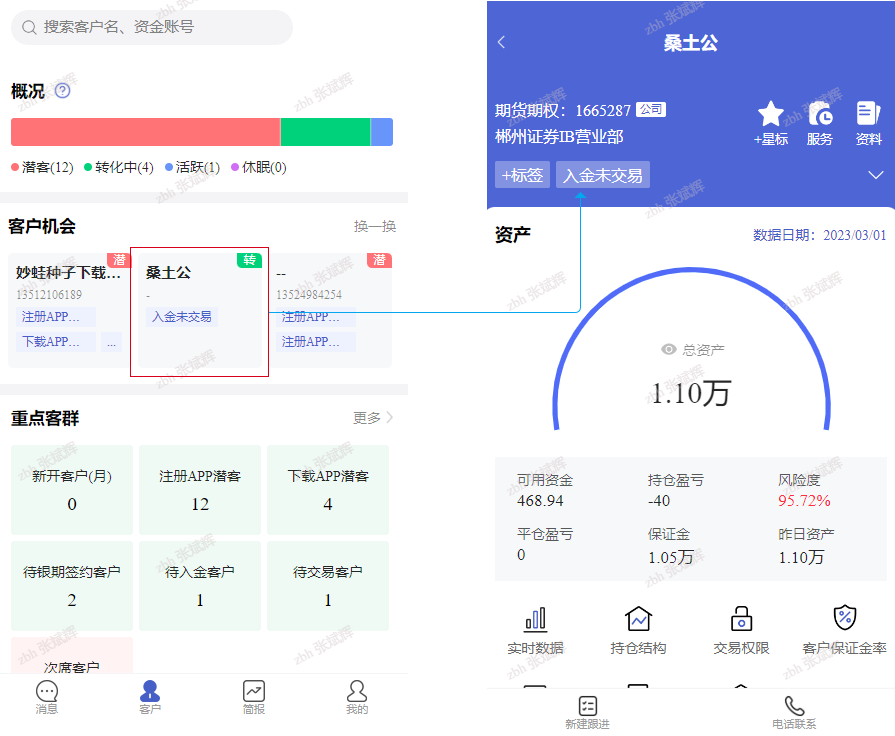 搜索客户名、资金账号
概况
潜客(12) 转化中(4) 活跃(1) 休眠(0)
客户机会 换一换
妙蛙种子下载... 潜
13512106189
注册APP...
下载APP... ...
桑土公 转
-
入金未交易
-- 潜
13524984254
注册APP...
注册APP...
重点客群 更多
新开客户(月)
0
注册APP潜客
12
下载APP潜客
4
待银期签约客户
2
待入金客户
1
待交易客户
1
次席客户
消息 客户 简报 我的
桑土公
期货期权：1665287 公司
郴州证券IB营业部
+星标 服务 资料
+标签 入金未交易
资产 数据日期：2023/03/01
总资产
1.10万
可用资金 持仓盈亏 风险度
468.94 -40 95.72%
平仓盈亏 保证金 昨日资产
0 1.05万 1.10万
实时数据 持仓结构 交易权限 客户保证金率
新建跟进 电话联系
zbh 张斌辉